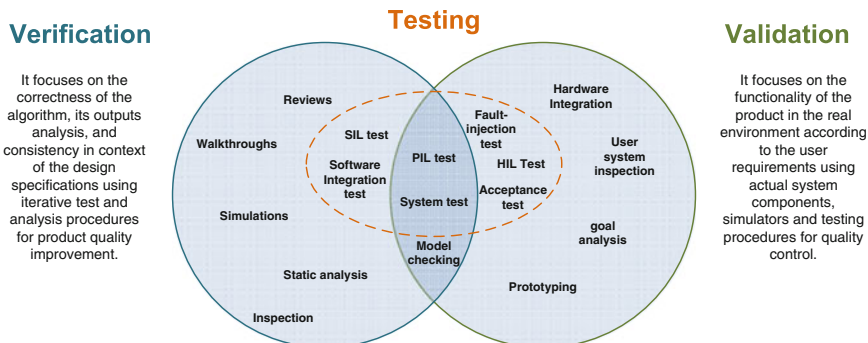 Testing
Verification
Validation
It focuses on the
correctness of the
algorithm, its outputs
analysis, and
consistency in context
of the design
specifications using
iterative test and
analysis procedures
for product quality
improvement.
Reviews
Walkthroughs
SIL test
Software
Integration
test
Simulations
Static analysis
Inspection
PIL test
System test
Model
checking
Fault-
injection
test
HIL Test
Acceptance
test
Hardware
Integration
User
system
inspection
goal
analysis
Prototyping
It focuses on the
functionality of the
product in the real
environment according
to the user
requirements using
actual system
components,
simulators and testing
procedures for quality
control.